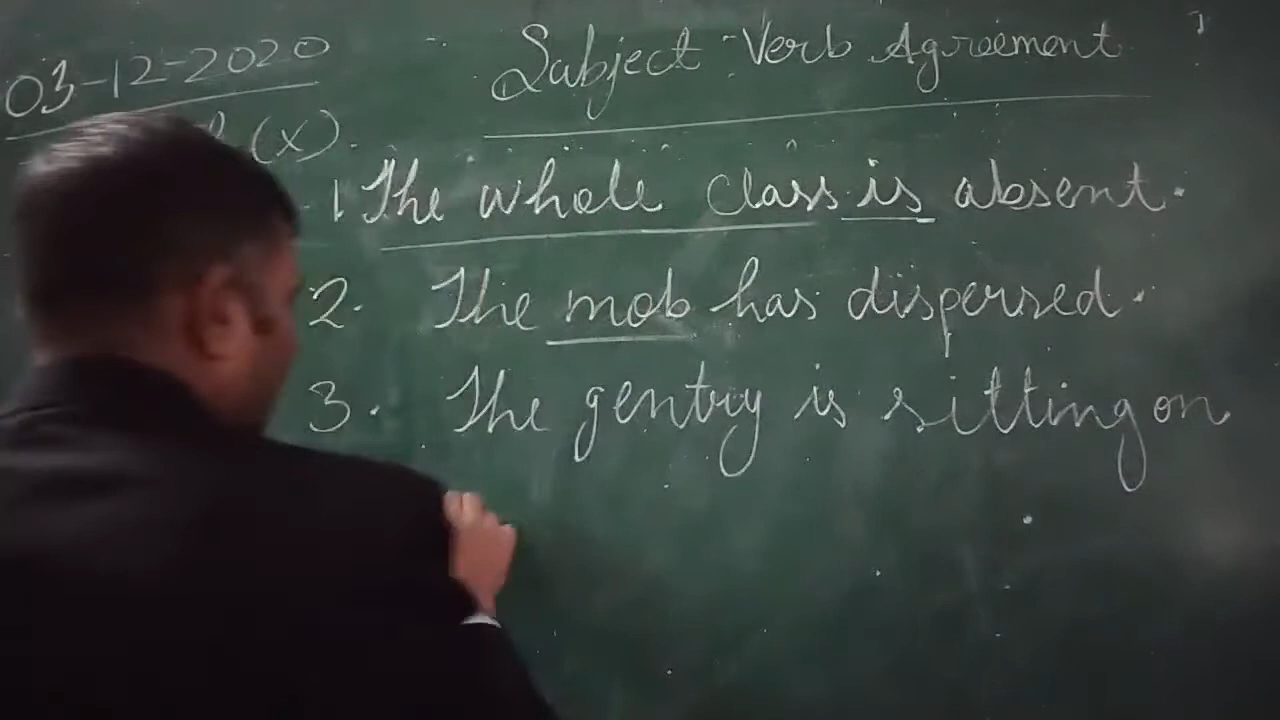 03-12-2020
Subject-Verb Agreement
(x).
1 The whole class is absent.
2. The mob has dispersed.
3. The gentry is sitting on